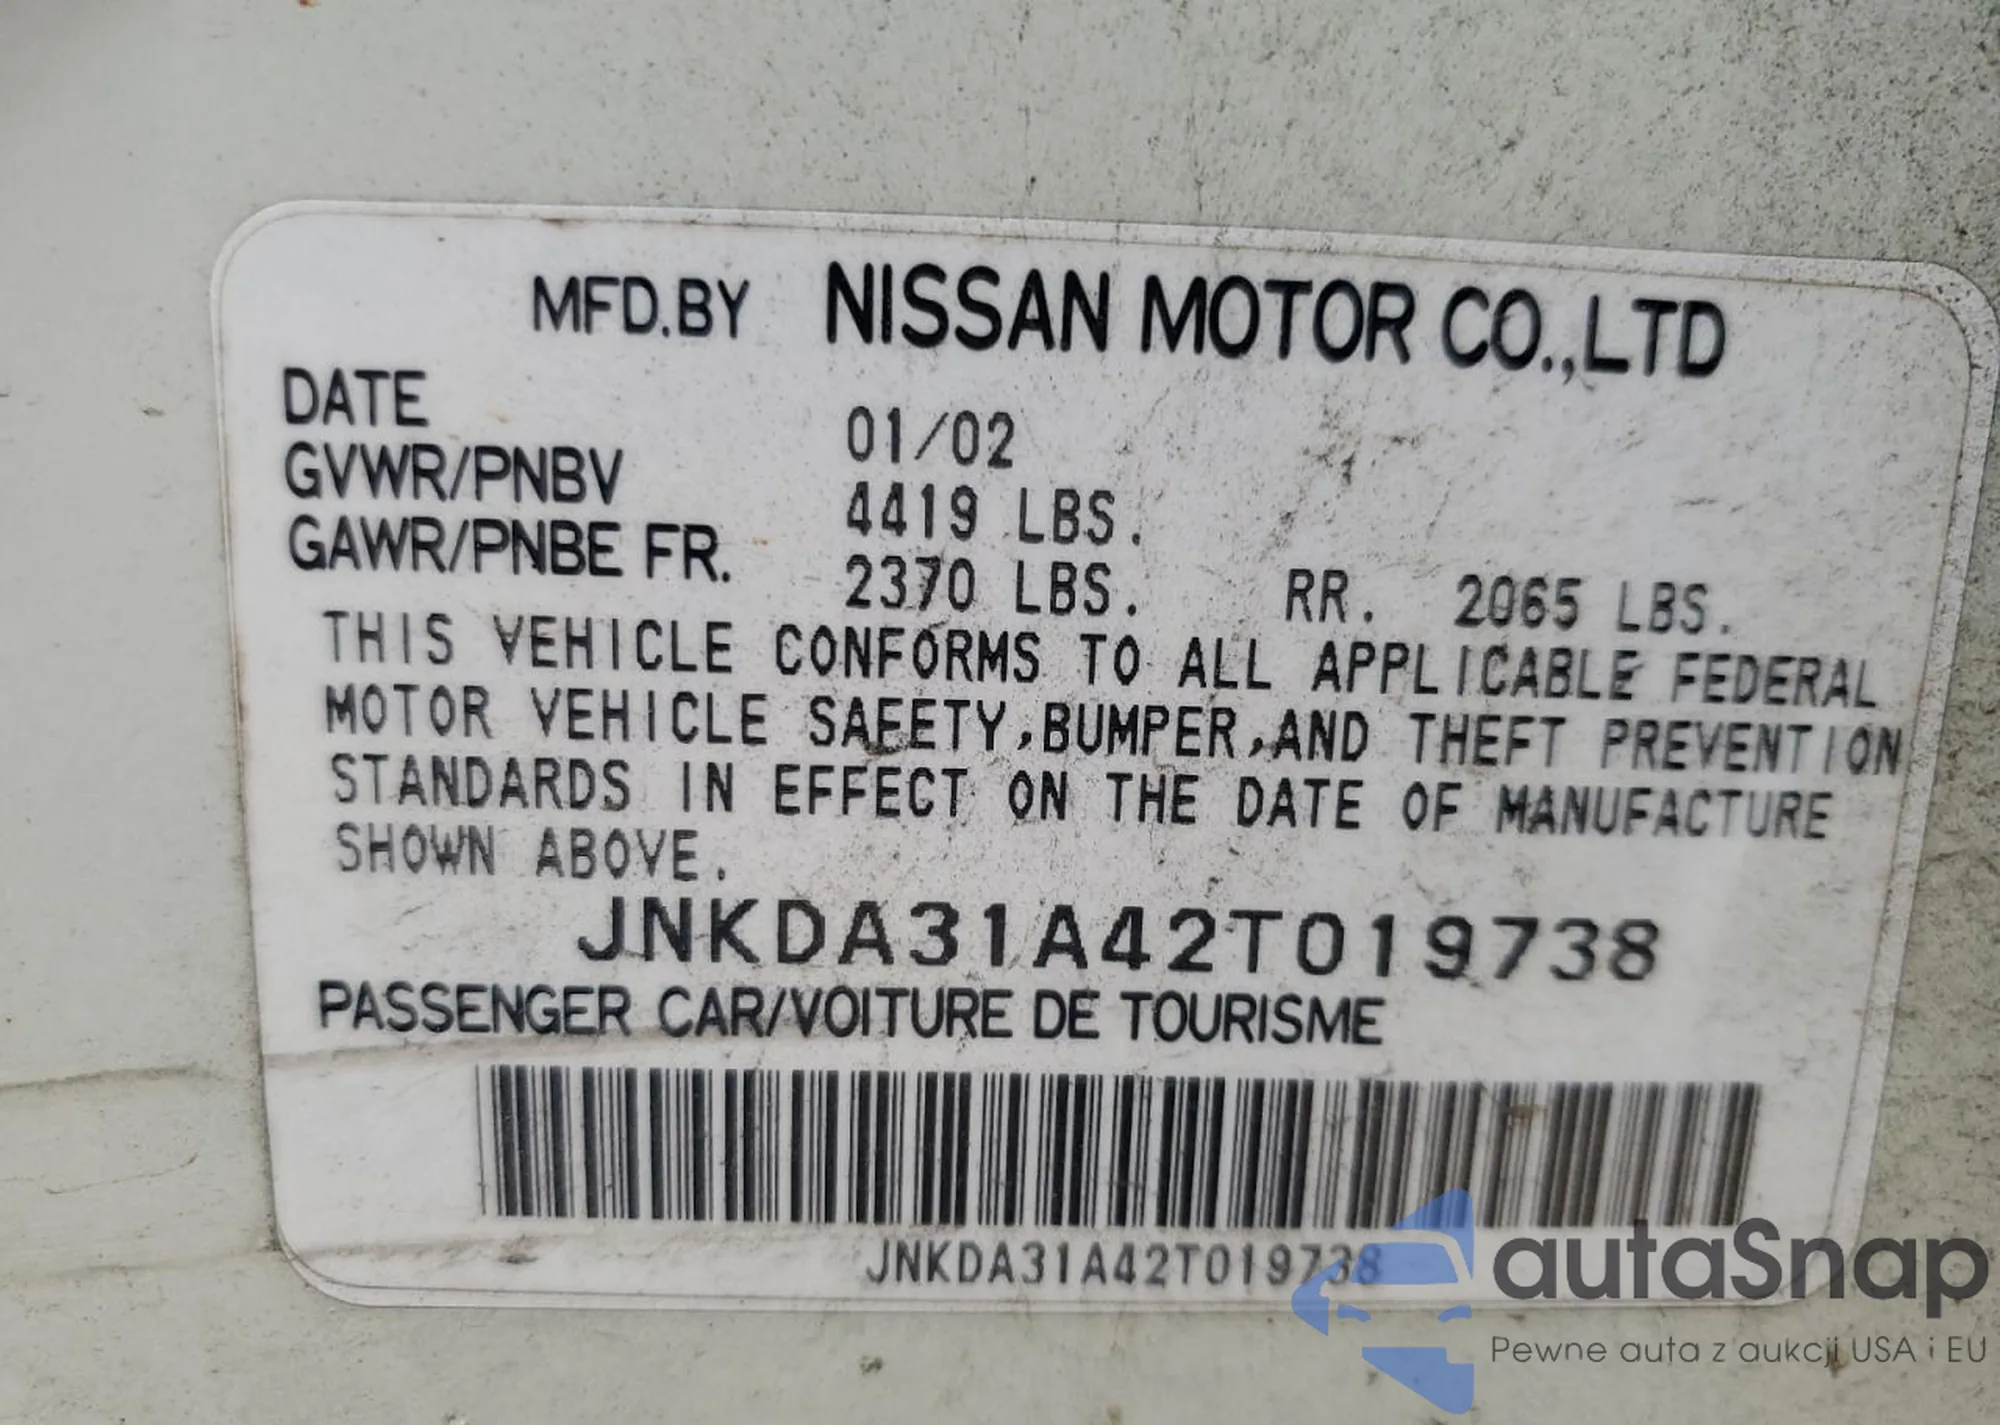 MFD.BY NISSAN MOTOR CO.,LTD
DATE 01/02
GVWR/PNBV 4419 LBS.
GAWR/PNBE FR. 2370 LBS. RR. 2065 LBS.
THIS VEHICLE CONFORMS TO ALL APPLICABLE FEDERAL
MOTOR VEHICLE SAFETY,BUMPER,AND THEFT PREVENTION
STANDARDS IN EFFECT ON THE DATE OF MANUFACTURE
SHOWN ABOVE.
JNKDA31A42T019738
PASSENGER CAR/VOITURE DE TOURISME
JNKDA31A42T019738
autaSnap
Pewne auta z aukcji USA i EU